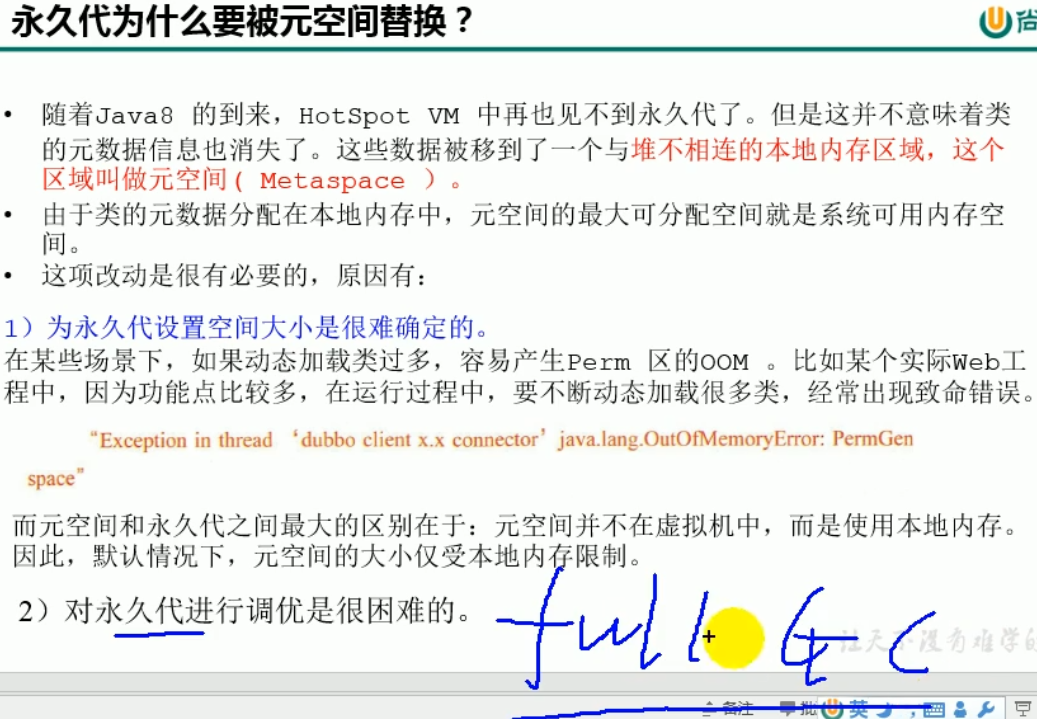 永久代为什么要被元空间替换？
尚
• 随着Java8 的到来，HotSpot VM 中再也见不到永久代了。但是这并不意味着类
的元数据信息也消失了。这些数据被移到了一个与堆不相连的本地内存区域，这个
区域叫做元空间( Metaspace ）。
• 由于类的元数据分配在本地内存中，元空间的最大可分配空间就是系统可用内存空
间。
• 这项改动是很有必要的，原因有：
1）为永久代设置空间大小是很难确定的。
在某些场景下，如果动态加载类过多，容易产生Perm 区的OOM 。比如某个实际Web工
程中，因为功能点比较多，在运行过程中，要不断动态加载很多类，经常出现致命错误。
“Exception in thread ‘dubbo client x.x connector’ java.lang.OutOfMemoryError: PermGen
space”
而元空间和永久代之间最大的区别在于：元空间并不在虚拟机中，而是使用本地内存。
因此，默认情况下，元空间的大小仅受本地内存限制。
2）对永久代进行调优是很困难的。
full GC
让天下没有难学的
备注 批 英